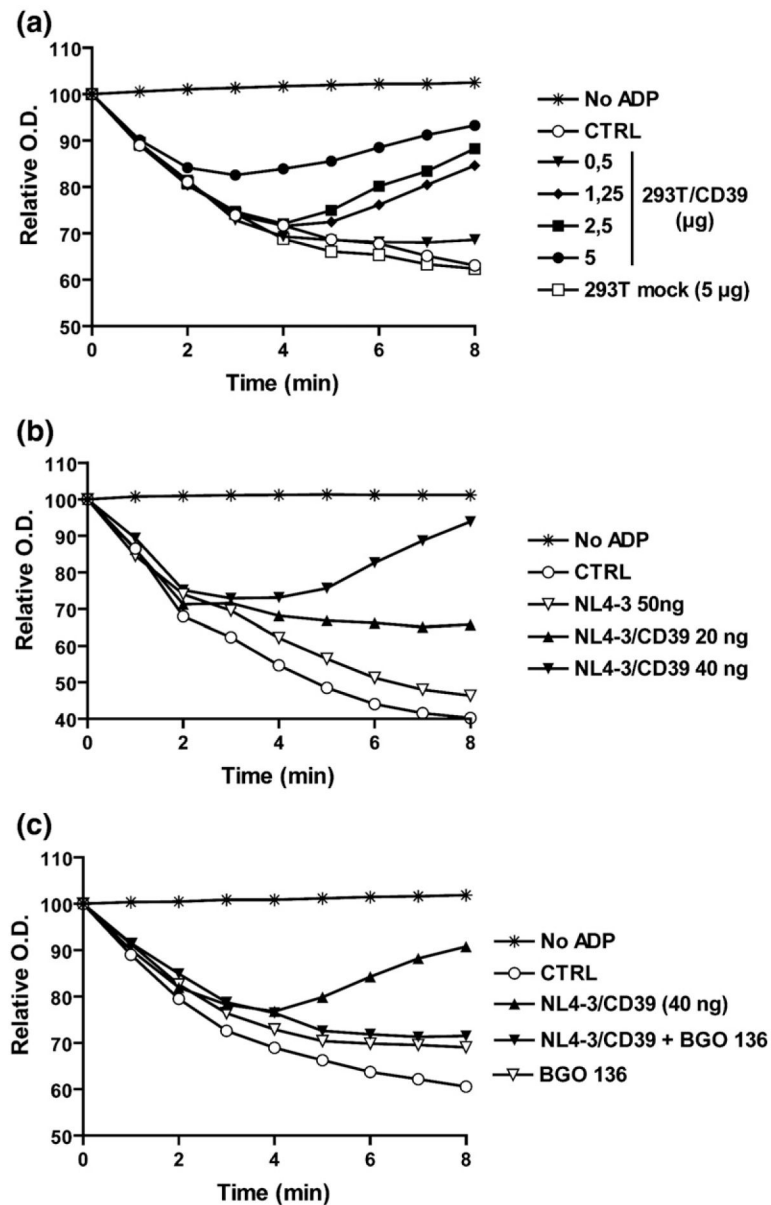 (a)
110
100
90
80
70
60
50
Relative O.D.
0
2
4
6
8
Time (min)
No ADP
CTRL
0,5
1,25
2,5
5
293T/CD39
(µg)
293T mock (5 µg)
(b)
110
100
90
80
70
60
50
40
Relative O.D.
0
2
4
6
8
Time (min)
No ADP
CTRL
NL4-3 50ng
NL4-3/CD39 20 ng
NL4-3/CD39 40 ng
(c)
110
100
90
80
70
60
50
Relative O.D.
0
2
4
6
8
Time (min)
No ADP
CTRL
NL4-3/CD39 (40 ng)
NL4-3/CD39 + BGO 136
BGO 136